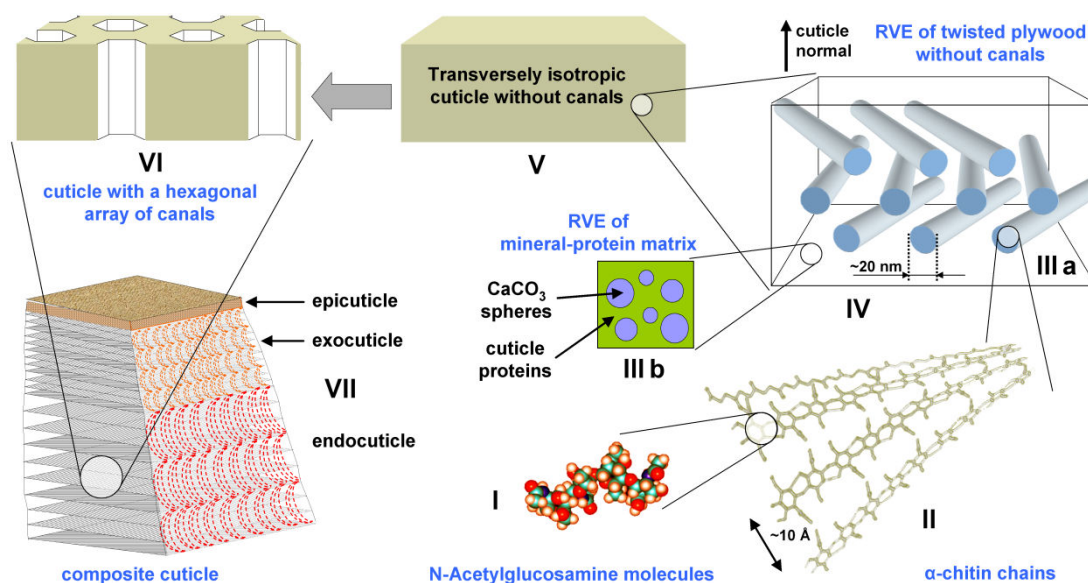 cuticle
normal
RVE of twisted plywood
without canals
Transversely isotropic
cuticle without canals
VI
V
cuticle with a hexagonal
array of canals
RVE of
mineral-protein matrix
~20 nm
III a
IV
CaCO3
spheres
cuticle
proteins
III b
epicuticle
exocuticle
VII
endocuticle
I
II
~10 Å
composite cuticle
N-Acetylglucosamine molecules
α-chitin chains